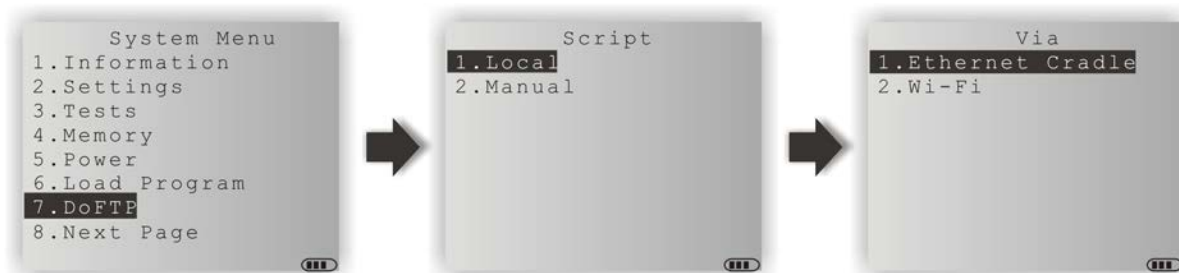 System Menu
1.Information
2.Settings
3.Tests
4.Memory
5.Power
6.Load Program
7.DoFTP
8.Next Page
Script
1.Local
2.Manual
Via
1.Ethernet Cradle
2.Wi-Fi